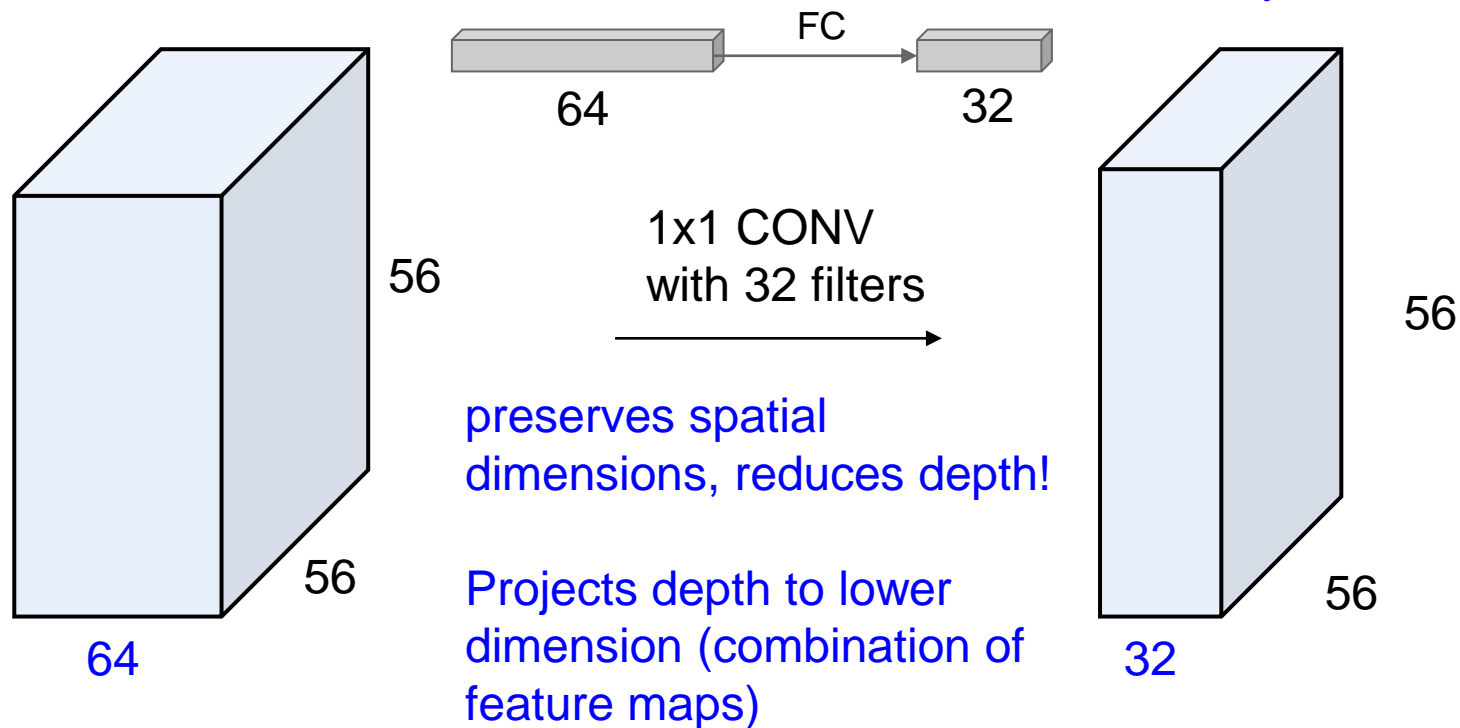 FC
64
32
1x1 CONV
with 32 filters
56
56
64
preserves spatial
dimensions, reduces depth!
Projects depth to lower
dimension (combination of
feature maps)
56
56
32